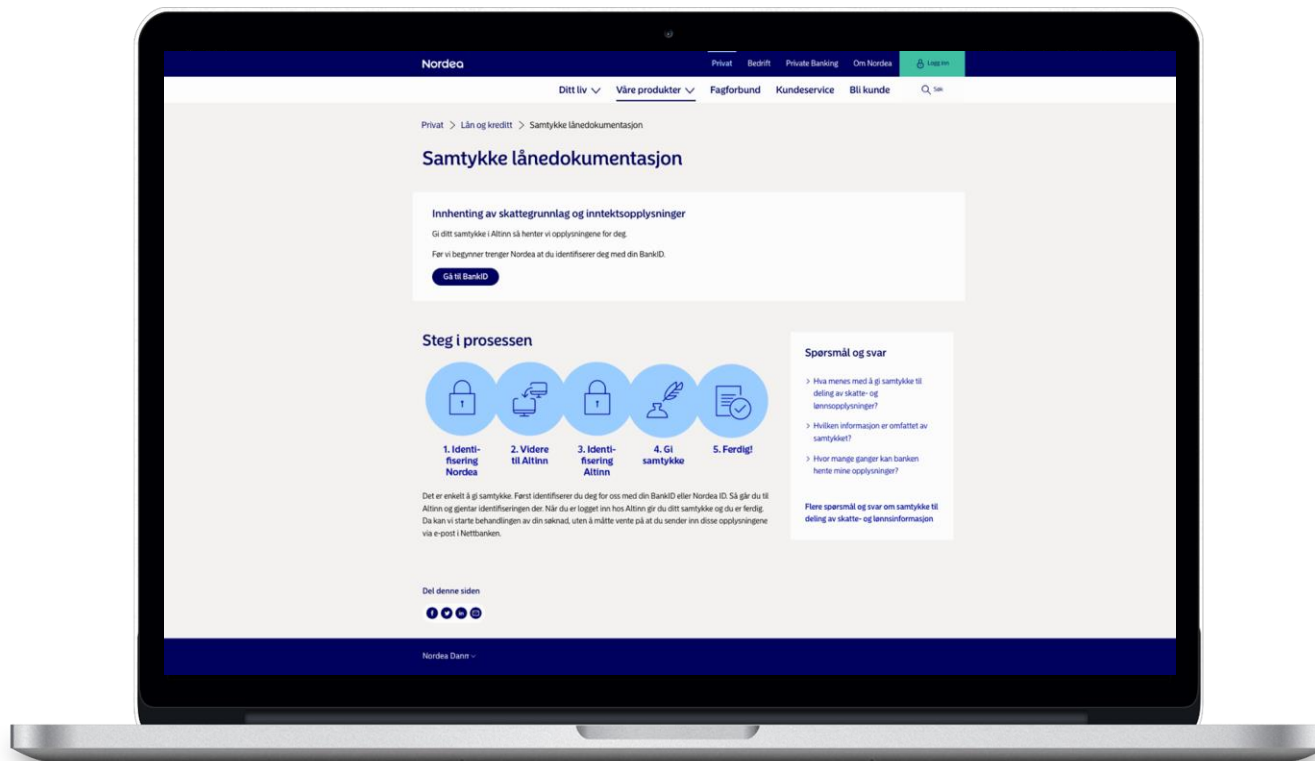 Nordea
Privat Bedrift Private Banking Om Nordea Logg inn
Ditt liv Våre produkter Fagforbund Kundeservice Bli kunde Søk
Privat > Lån og kreditt > Samtykke lånedokumentasjon
Samtykke lånedokumentasjon
Innhenting av skattegrunnlag og inntektsopplysninger
Gi ditt samtykke i Altinn så henter vi opplysningene for deg.
Før vi begynner trenger Nordea at du identifiserer deg med din BankID.
Gå til BankID
Steg i prosessen
1. Identi-
fisering
Nordea
2. Videre
til Altinn
3. Identi-
fisering
Altinn
4. Gi
samtykke
5. Ferdig!
Det er enkelt å gi samtykke. Først identifiserer du deg for oss med din BankID eller Nordea ID. Så går du til
Altinn og gjentar identifiseringen der. Når du er logget inn hos Altinn gir du ditt samtykke og du er ferdig.
Da kan vi starte behandlingen av din søknad, uten å måtte vente på at du sender inn disse opplysningene
via e-post i Nettbanken.
Spørsmål og svar
> Hva menes med å gi samtykke til
deling av skatte- og
lønnsopplysninger?
> Hvilken informasjon er omfattet av
samtykket?
> Hvor mange ganger kan banken
hente mine opplysninger?
Flere spørsmål og svar om samtykke til
deling av skatte- og lønnsinformasjon
Del denne siden
Nordea Danm